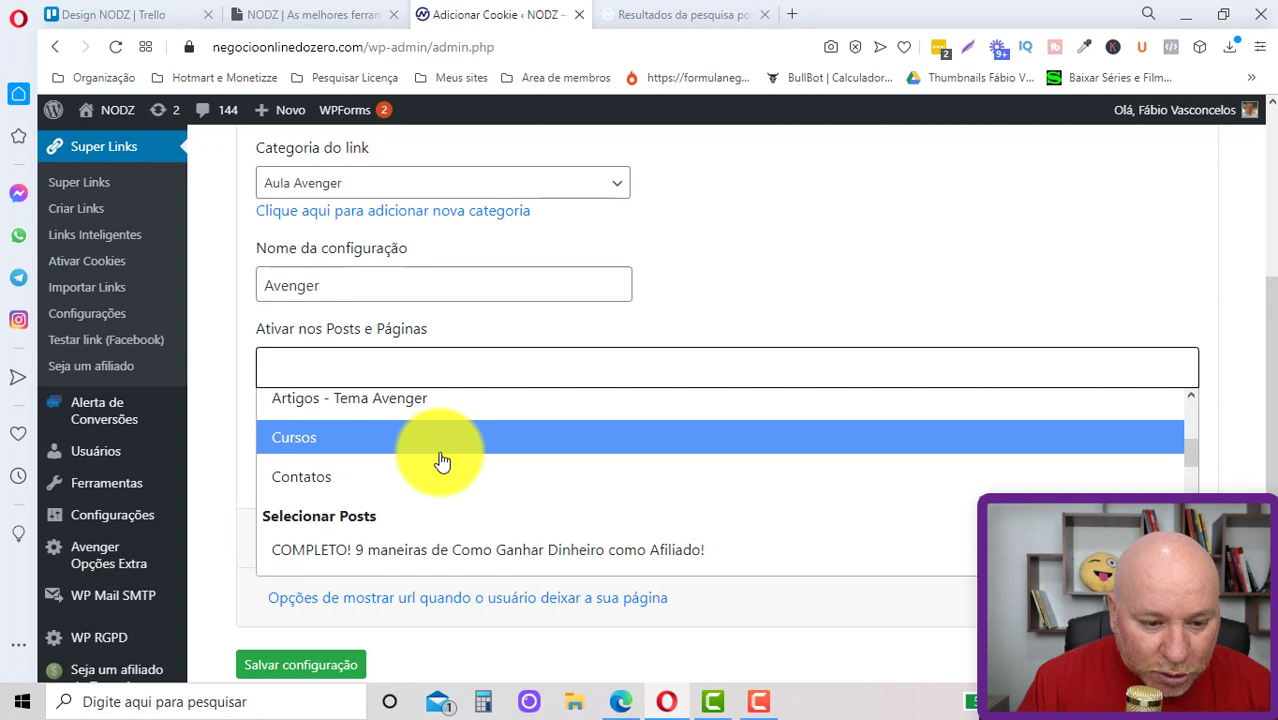 Design NODZ | Trello
NODZ | As melhores ferran
Adicionar Cookie ‹ NODZ –
Resultados da pesquisa po
negocioonlinedozero.com/wp-admin/admin.php
2
9+
IQ
K
U
Organização
Hotmart e Monetizze
Pesquisar Licença
Meus sites
Area de membros
https://formulaneg...
BullBot | Calculador...
Thumbnails Fábio V...
S
Baixar Séries e Film...
NODZ
2
144
Novo
WPForms 2
Olá, Fábio Vasconcelos
Super Links
Super Links
Criar Links
Links Inteligentes
Ativar Cookies
Importar Links
Configurações
Testar link (Facebook)
Seja um afiliado
Alerta de
Conversões
Usuários
Ferramentas
Configurações
Avenger
Opções Extra
WP Mail SMTP
WP RGPD
Seja um afiliado
Categoria do link
Aula Avenger
Clique aqui para adicionar nova categoria
Nome da configuração
Avenger
Ativar nos Posts e Páginas
Artigos - Tema Avenger
Cursos
Contatos
Selecionar Posts
COMPLETO! 9 maneiras de Como Ganhar Dinheiro como Afiliado!
Opções de mostrar url quando o usuário deixar a sua página
Salvar configuração
Digite aqui para pesquisar
1
C
C
5